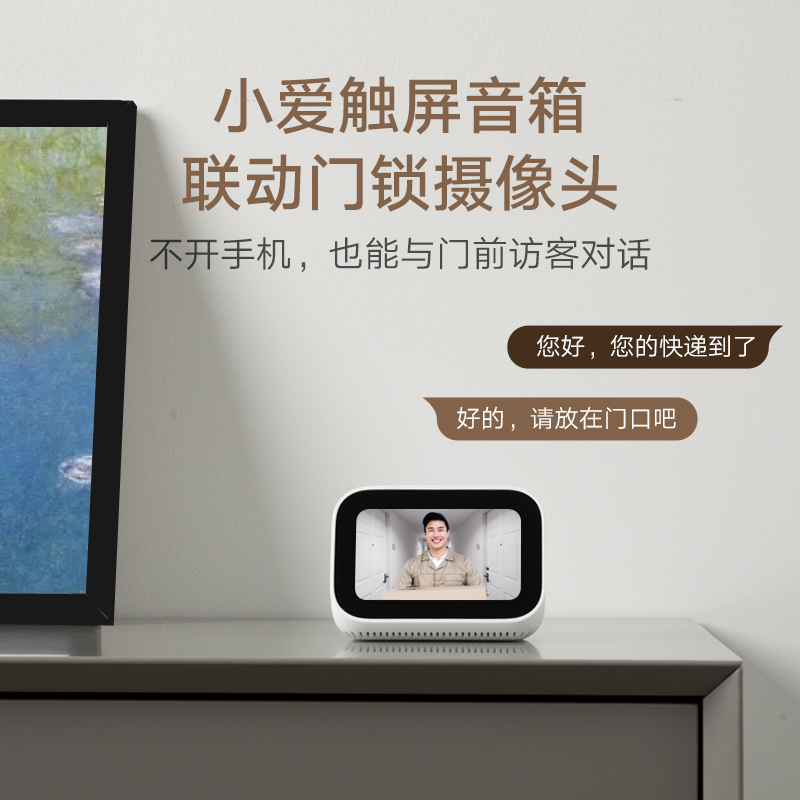 小爱触屏音箱
联动门锁摄像头
不开手机，也能与门前访客对话
您好，您的快递到了
好的，请放在门口吧